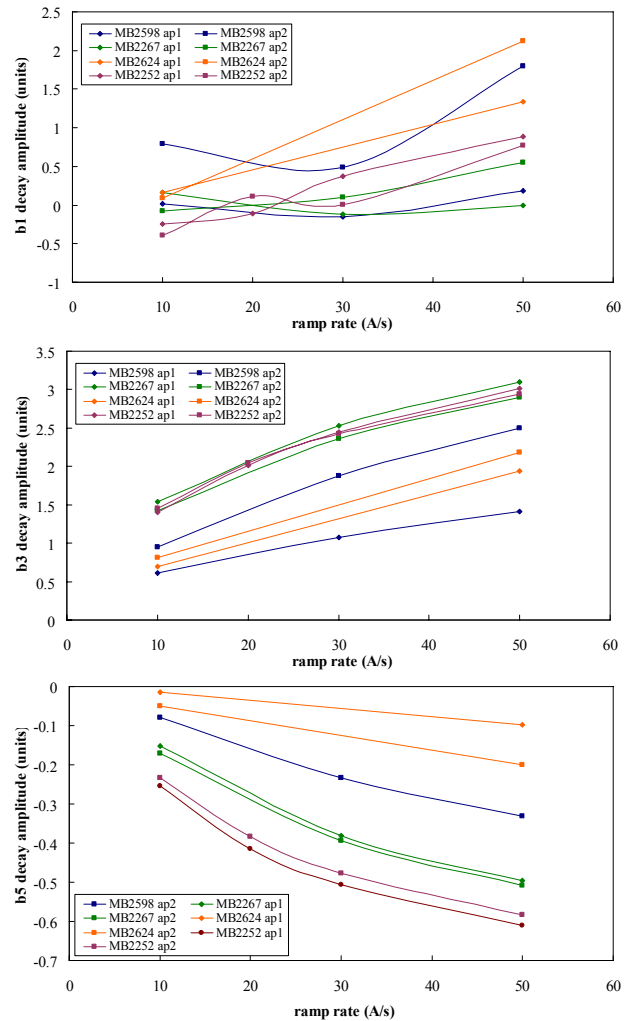 2.5
2
1.5
1
0.5
0
-0.5
-1
0 10 20 30 40 50 60
b1 decay amplitude (units)
ramp rate (A/s)
MB2598 ap1 MB2598 ap2
MB2267 ap1 MB2267 ap2
MB2624 ap1 MB2624 ap2
MB2252 ap1 MB2252 ap2
3.5
3
2.5
2
1.5
1
0.5
0
0 10 20 30 40 50 60
b3 decay amplitude (units)
ramp rate (A/s)
MB2598 ap1 MB2598 ap2
MB2267 ap1 MB2267 ap2
MB2624 ap1 MB2624 ap2
MB2252 ap1 MB2252 ap2
0
-0.1
-0.2
-0.3
-0.4
-0.5
-0.6
-0.7
0 10 20 30 40 50 60
b5 decay amplitude (units)
ramp rate (A/s)
MB2598 ap2 MB2267 ap1
MB2267 ap2 MB2624 ap1
MB2624 ap2 MB2252 ap1
MB2252 ap2